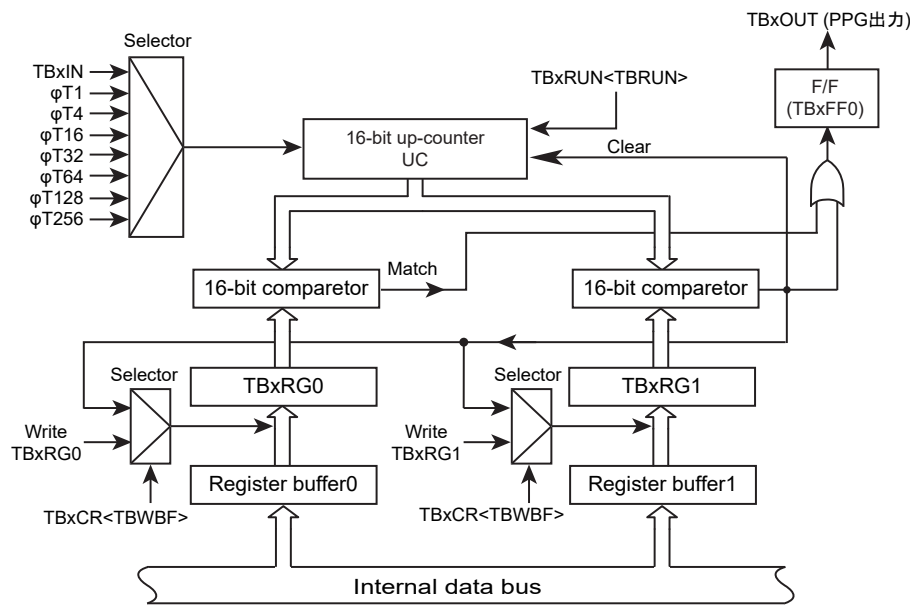 TBxOUT (PPG出力)
Selector
TBxIN
φT1
φT4
φT16
φT32
φT64
φT128
φT256
TBxRUN<TBRUN>
F/F
(TBxFF0)
16-bit up-counter
UC
Clear
16-bit comparetor
Match
16-bit comparetor
Selector
TBxRG0
Selector
TBxRG1
Write
TBxRG0
Write
TBxRG1
Register buffer0
Register buffer1
TBxCR<TBWBF>
TBxCR<TBWBF>
Internal data bus